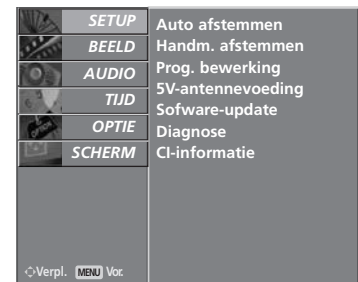 SETUP
BEELD
AUDIO
TIJD
OPTIE
SCHERM
Auto afstemmen
Handm. afstemmen
Prog. bewerking
5V-antennevoeding
Sofware-update
Diagnose
CI-informatie
Verpl. MENU Vor.